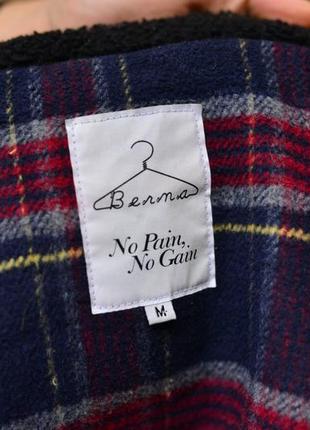 Berma
No Pain,
No Gain
M